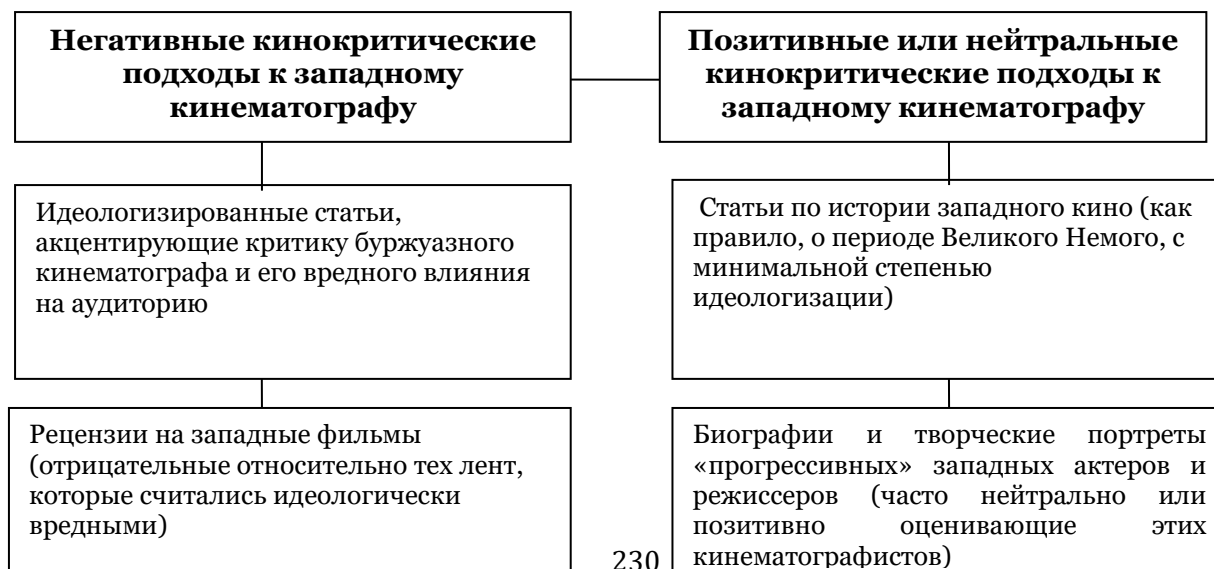 Негативные кинокритические
подходы к западному
кинематографу
Позитивные или нейтральные
кинокритические подходы к
западному кинематографу
Идеологизированные статьи,
акцентирующие критику буржуазного
кинематографа и его вредного влияния
на аудиторию
Статьи по истории западного кино (как
правило, о периоде Великого Немого, с
минимальной степенью
идеологизации)
Рецензии на западные фильмы
(отрицательные относительно тех лент,
которые считались идеологически
вредными)
Биографии и творческие портреты
«прогрессивных» западных актеров и
режиссеров (часто нейтрально или
позитивно оценивающие этих
кинематографистов)
230